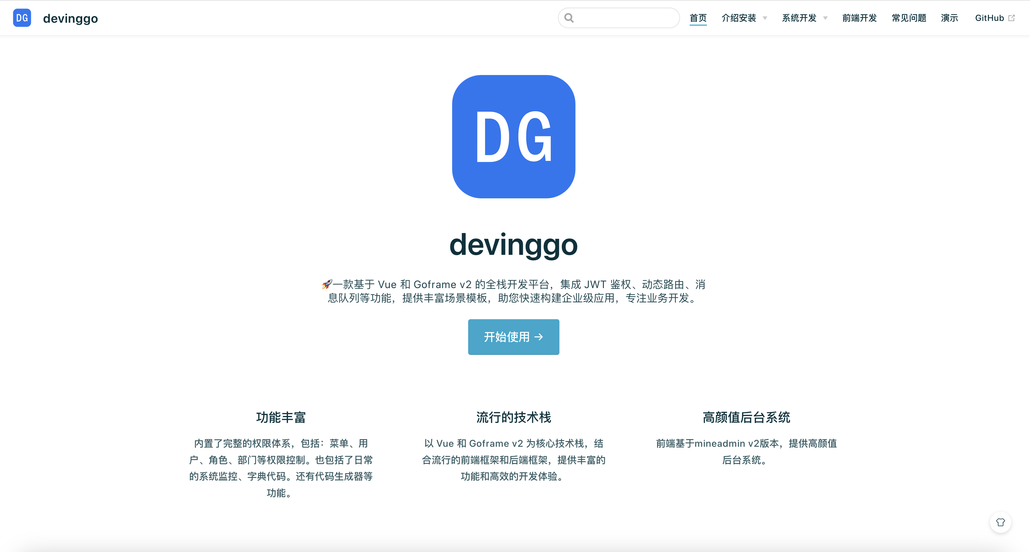 DG devinggo 首页 介绍安装 系统开发 前端开发 常见问题 演示 GitHub
DG
devinggo
🚀一款基于 Vue 和 Goframe v2 的全栈开发平台，集成 JWT 鉴权、动态路由、消
息队列等功能，提供丰富场景模板，助您快速构建企业级应用，专注业务开发。
开始使用 →
功能丰富
内置了完整的权限体系，包括：菜单、用
户、角色、部门等权限控制。也包括了日常
的系统监控、字典代码。还有代码生成器等
功能。
流行的技术栈
以 Vue 和 Goframe v2 为核心技术栈，结
合流行的前端框架和后端框架，提供丰富的
功能和高效的开发体验。
高颜值后台系统
前端基于mineadmin v2版本，提供高颜值
后台系统。